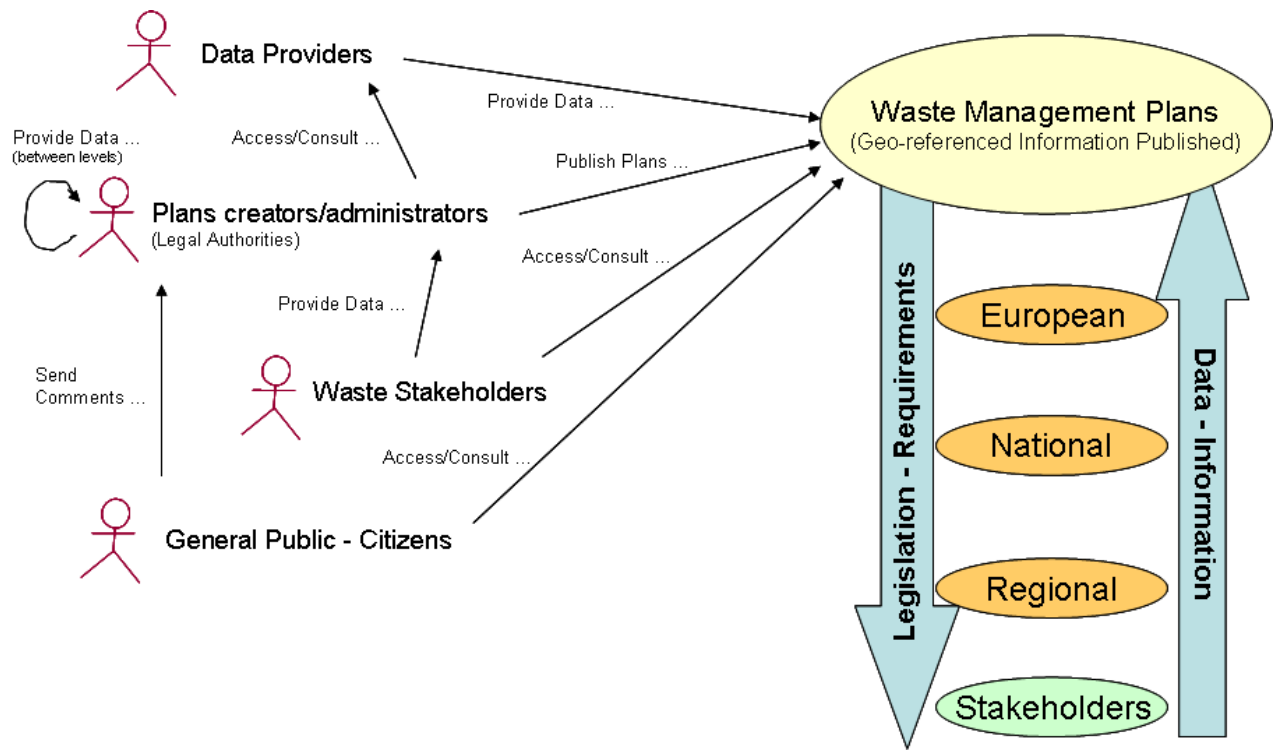 Data Providers
Provide Data ...
Waste Management Plans
(Geo-referenced Information Published)
Provide Data ...
(between levels)
Access/Consult ...
Publish Plans ...
Plans creators/administrators
(Legal Authorities)
Access/Consult ...
Provide Data ...
Send
Comments ...
Waste Stakeholders
Access/Consult ...
General Public - Citizens
Legislation - Requirements
European
National
Regional
Stakeholders
Data - Information